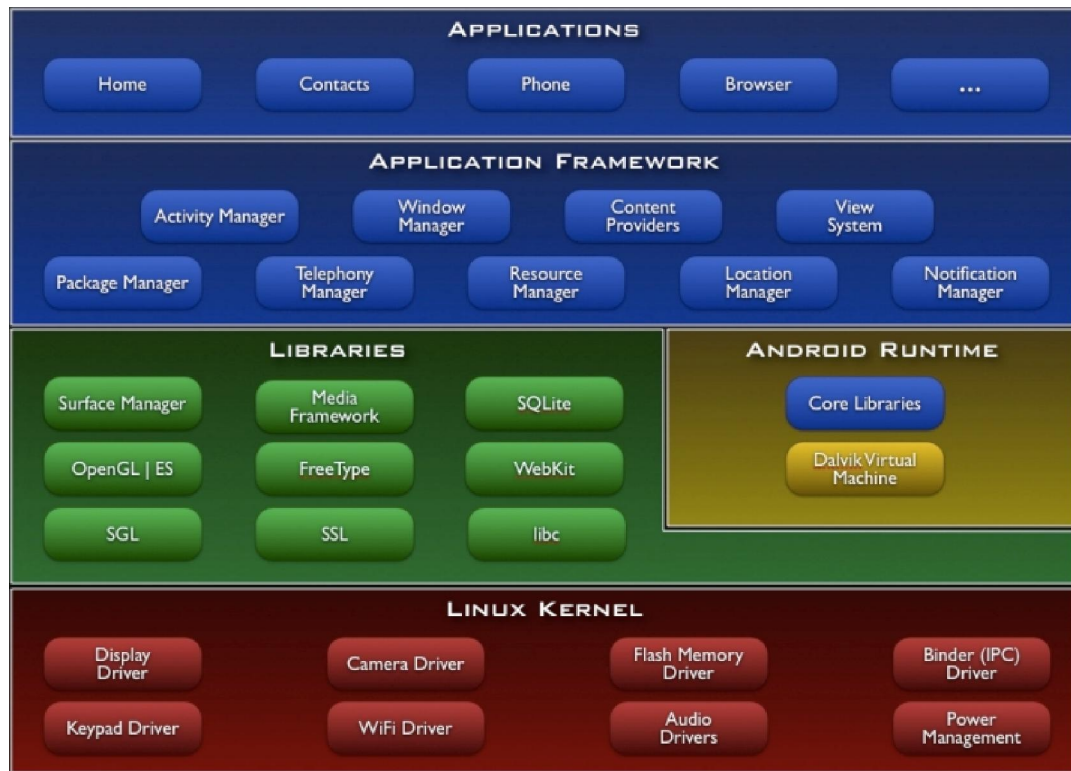 APPLICATIONS
Home
Contacts
Phone
Browser
...
APPLICATION FRAMEWORK
Activity Manager
Window
Manager
Content
Providers
View
System
Package Manager
Telephony
Manager
Resource
Manager
Location
Manager
Notification
Manager
LIBRARIES
Surface Manager
Media
Framework
SQLite
OpenGL | ES
FreeType
WebKit
SGL
SSL
libc
ANDROID RUNTIME
Core Libraries
Dalvik Virtual
Machine
LINUX KERNEL
Display
Driver
Camera Driver
Flash Memory
Driver
Binder (IPC)
Driver
Keypad Driver
WiFi Driver
Audio
Drivers
Power
Management